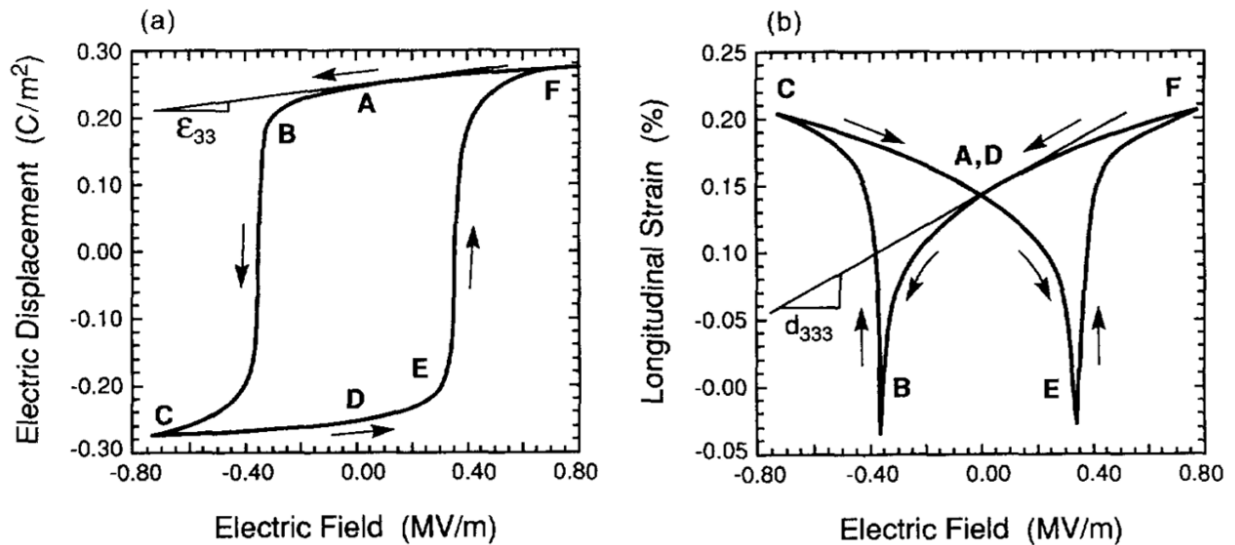 (a)
Electric Displacement (C/m²)
0.30
0.20
0.10
0.00
-0.10
-0.20
-0.30
A
F
B
ε33
E
D
C
-0.80 -0.40 0.00 0.40 0.80
Electric Field (MV/m)
(b)
Longitudinal Strain (%)
0.25
0.20
0.15
0.10
-0.05
-0.00
-0.05
C
F
A,D
d333
B
E
-0.80 -0.40 0.00 0.40 0.80
Electric Field (MV/m)